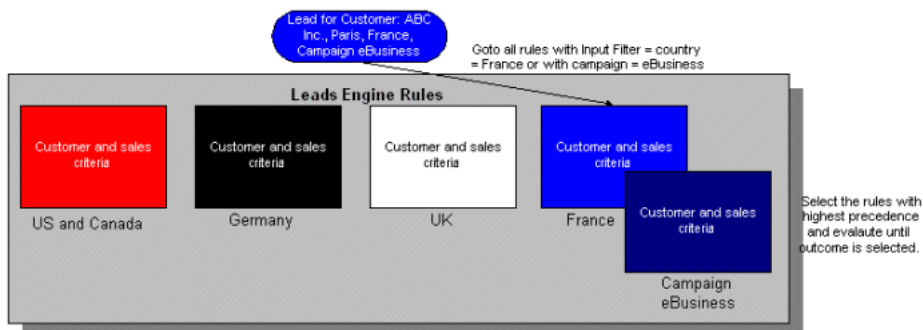 Lead for Customer: ABC
Inc., Paris, France,
Campaign eBusiness
Goto all rules with Input Filter = country
= France or with campaign = eBusiness
Leads Engine Rules
Customer and sales
criteria
US and Canada
Customer and sales
criteria
Germany
Customer and sales
criteria
UK
Customer and sales
criteria
France
Customer and sales
criteria
Campaign
eBusiness
Select the rules with
highest precedence
and evalaute until
outcome is selected.